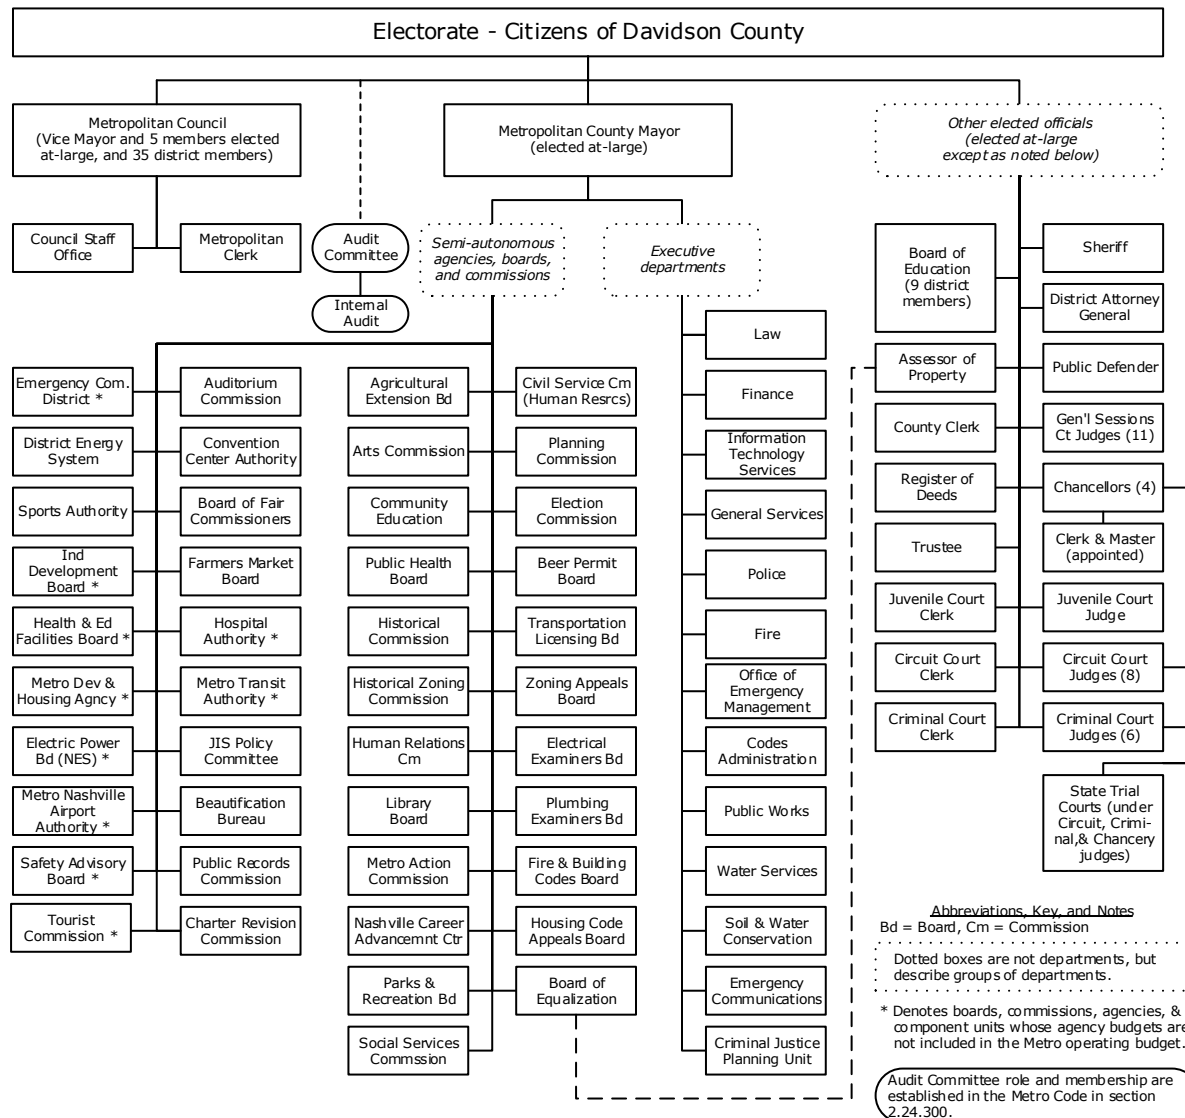 Electorate - Citizens of Davidson County
Metropolitan Council
(Vice Mayor and 5 members elected
at-large, and 35 district members)
Metropolitan County Mayor
(elected at-large)
Other elected officials
(elected at-large
except as noted below)
Council Staff
Office
Metropolitan
Clerk
Audit
Committee
Internal
Audit
Semi-autonomous
agencies, boards,
and commissions
Executive
departments
Emergency Com.
District *
Auditorium
Commission
District Energy
System
Convention
Center Authority
Sports Authority
Board of Fair
Commissioners
Ind
Development
Board *
Farmers Market
Board
Health & Ed
Facilities Board *
Hospital
Authority *
Metro Dev &
Housing Agncy *
Metro Transit
Authority *
Electric Power
Bd (NES) *
JIS Policy
Committee
Metro Nashville
Airport
Authority *
Beautification
Bureau
Safety Advisory
Board *
Public Records
Commission
Tourist
Commission *
Charter Revision
Commission
Agricultural
Extension Bd
Civil Service Cm
(Human Resrcs)
Arts Commission
Planning
Commission
Community
Education
Election
Commission
Public Health
Board
Beer Permit
Board
Historical
Commission
Transportation
Licensing Bd
Historical Zoning
Commission
Zoning Appeals
Board
Human Relations
Cm
Electrical
Examiners Bd
Library
Board
Plumbing
Examiners Bd
Metro Action
Commission
Fire & Building
Codes Board
Nashville Career
Advancemnt Ctr
Housing Code
Appeals Board
Parks &
Recreation Bd
Board of
Equalization
Social Services
Commssion
Law
Finance
Information
Technology
Services
General Services
Police
Fire
Office of
Emergency
Management
Codes
Administration
Public Works
Water Services
Soil & Water
Conservation
Emergency
Communications
Criminal Justice
Planning Unit
Board of
Education
(9 district
members)
Sheriff
District Attorney
General
Assessor of
Property
Public Defender
County Clerk
Gen'l Sessions
Ct Judges (11)
Register of
Deeds
Chancellors (4)
Trustee
Clerk & Master
(appointed)
Juvenile Court
Clerk
Juvenile Court
Judge
Circuit Court
Clerk
Circuit Court
Judges (8)
Criminal Court
Clerk
Criminal Court
Judges (6)
State Trial
Courts (under
Circuit, Crimi-
nal,& Chancery
judges)
Abbreviations, Key, and Notes
Bd = Board, Cm = Commission
Dotted boxes are not departments, but
describe groups of departments.
* Denotes boards, commissions, agencies, &
component units whose agency budgets are
not included in the Metro operating budget.
Audit Committee role and membership are
established in the Metro Code in section
2.24.300.